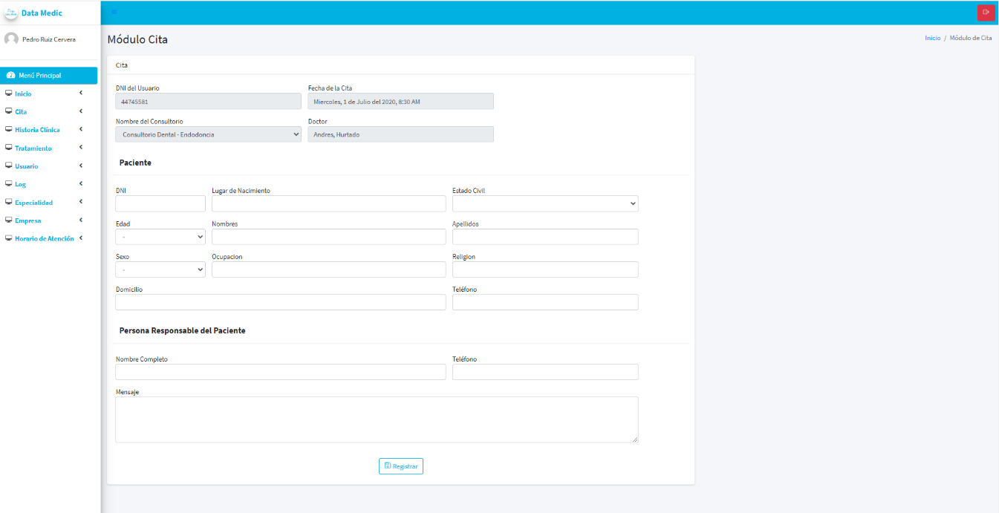 Data Medic
Pedro Ruiz Cervera
Menú Principal
Inicio
Cita
Historia Clínica
Tratamiento
Usuario
Log
Especialidad
Empresa
Horario de Atención
Módulo Cita
Inicio / Módulo de Cita
Cita
DNI del Usuario Fecha de la Cita
44745581 Miercoles, 1 de Julio del 2020, 8:30 AM
Nombre del Consultorio Doctor
Consultorio Dental - Endodoncia Andres, Hurtado
Paciente
DNI Lugar de Nacimiento Estado Civil
Edad Nombres Apellidos
-
Sexo Ocupacion Religion
-
Domicilio Teléfono
Persona Responsable del Paciente
Nombre Completo Teléfono
Mensaje
Registrar